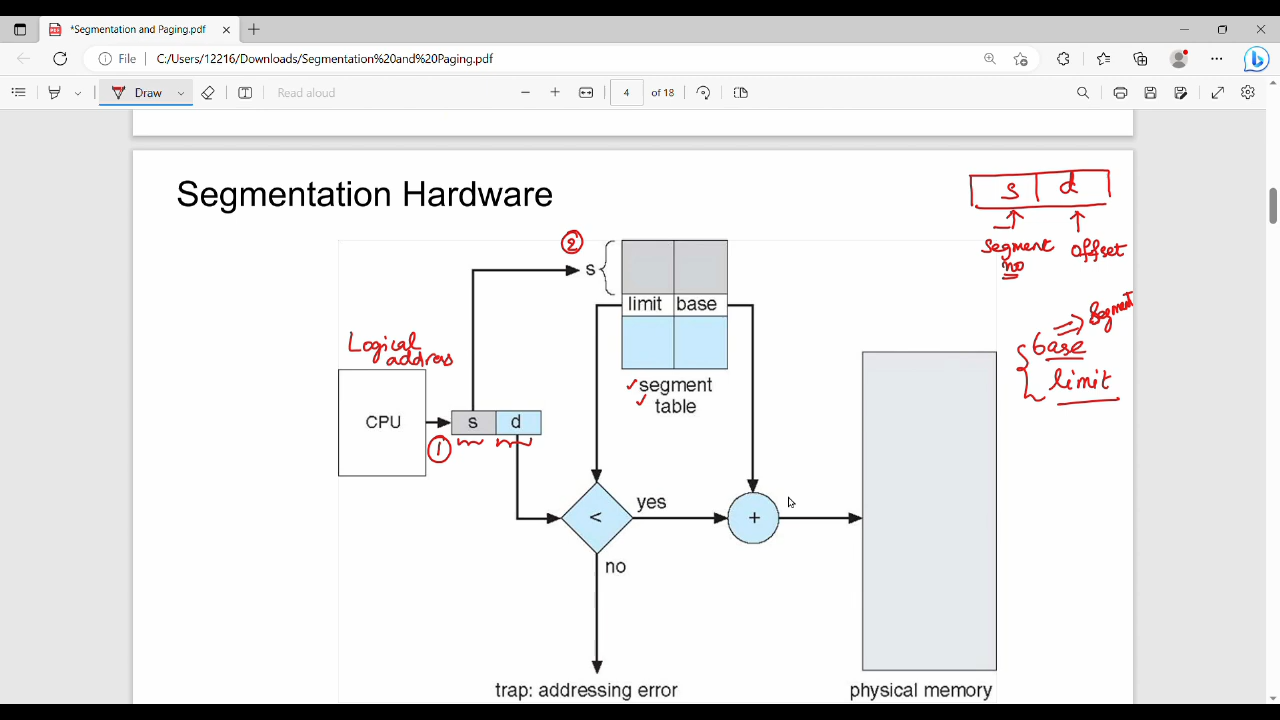 *Segmentation and Paging.pdf
File C:/Users/12216/Downloads/Segmentation%20and%20Paging.pdf
Draw Read aloud 4 of 18
Segmentation Hardware
s d
segment no
offset
② s
limit base
segment
table
Logical
address
CPU s d
①
=> Segment
base
limit
< yes +
no
trap: addressing error physical memory